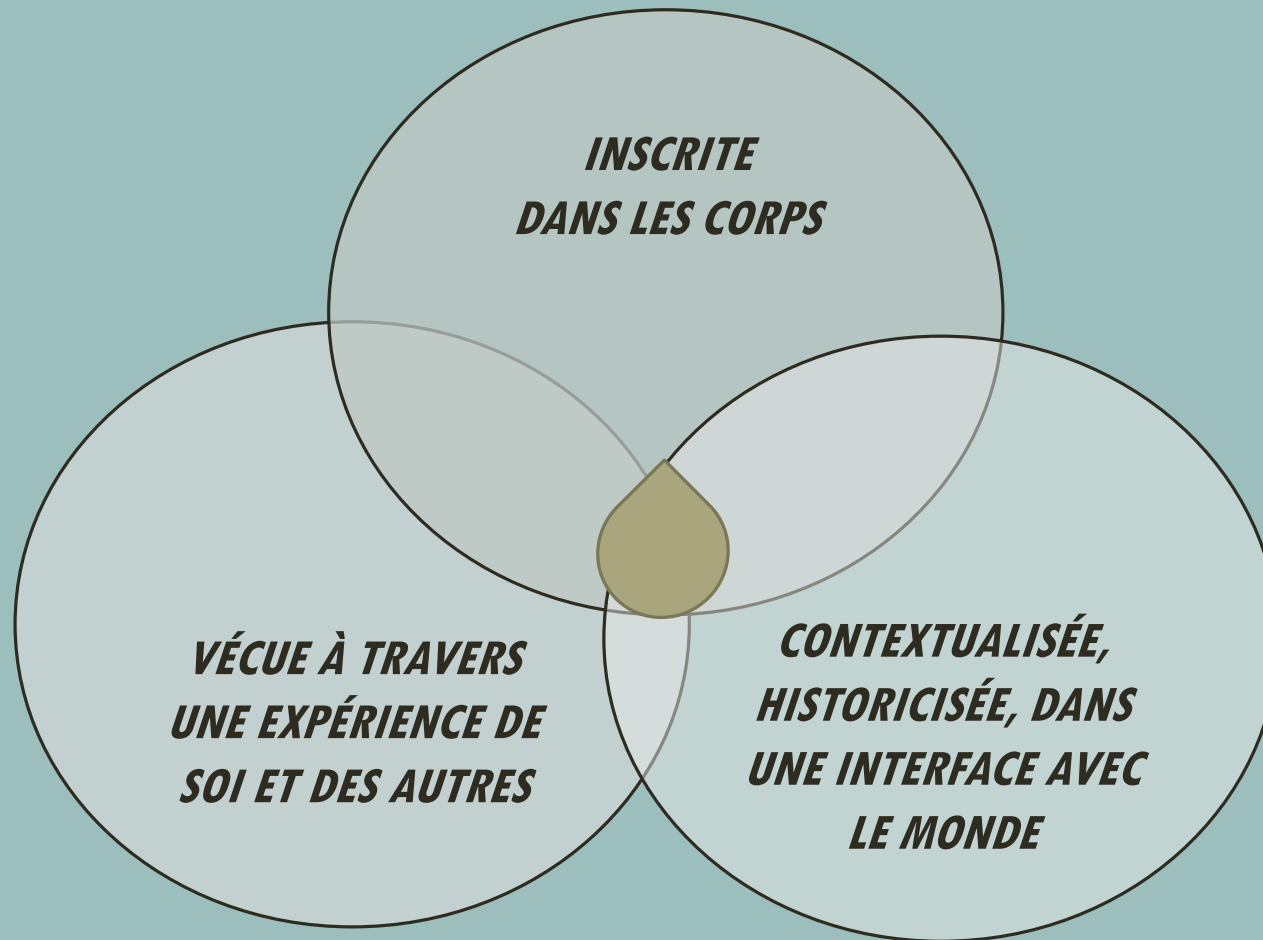 INSCRITE
DANS LES CORPS
VÉCUE À TRAVERS
UNE EXPÉRIENCE DE
SOI ET DES AUTRES
CONTEXTUALISÉE,
HISTORICISÉE, DANS
UNE INTERFACE AVEC
LE MONDE